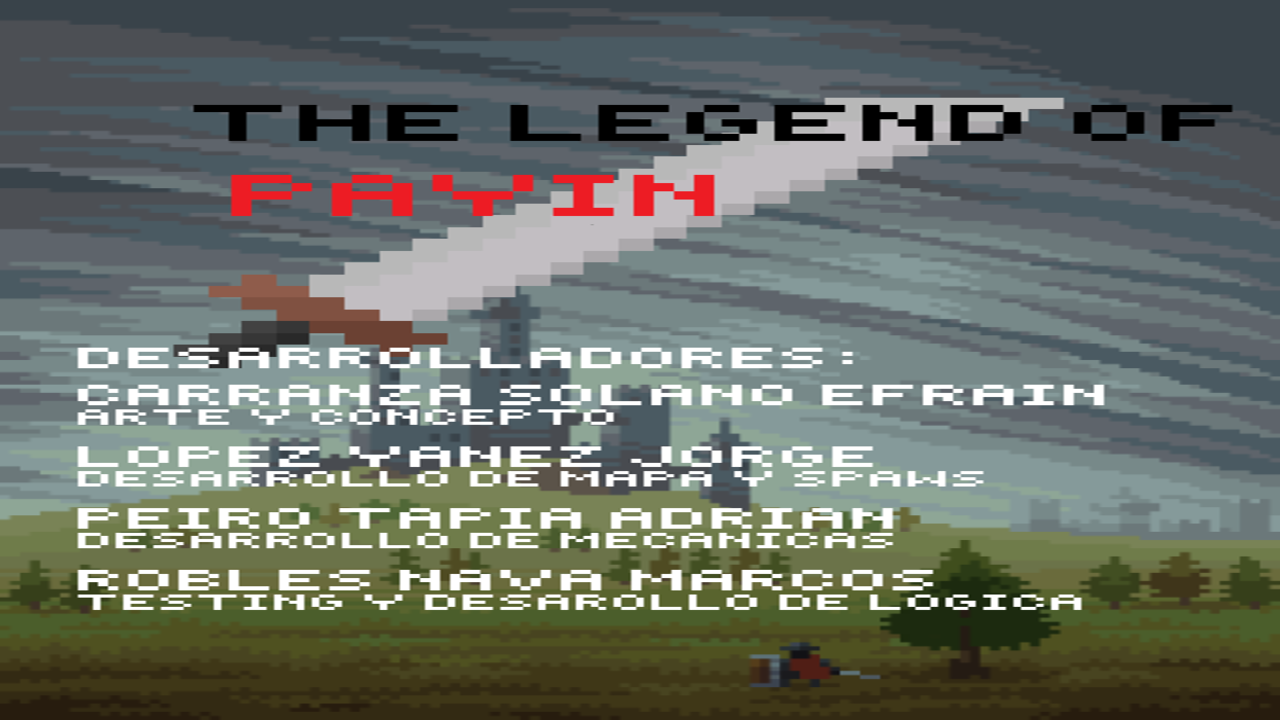 THE LEGEND OF
PAYIN
DESARROLLADORES:
CARRANZA SOLANO EFRAIN
ARTE Y CONCEPTO
LOPEZ YANEZ JORGE
DESARROLLO DE MAPA Y SPAWS
PEIRO TAPIA ADRIAN
DESARROLLO DE MECANICAS
ROBLES NAVA MARCOS
TESTING Y DESAROLLO DE LOGICA